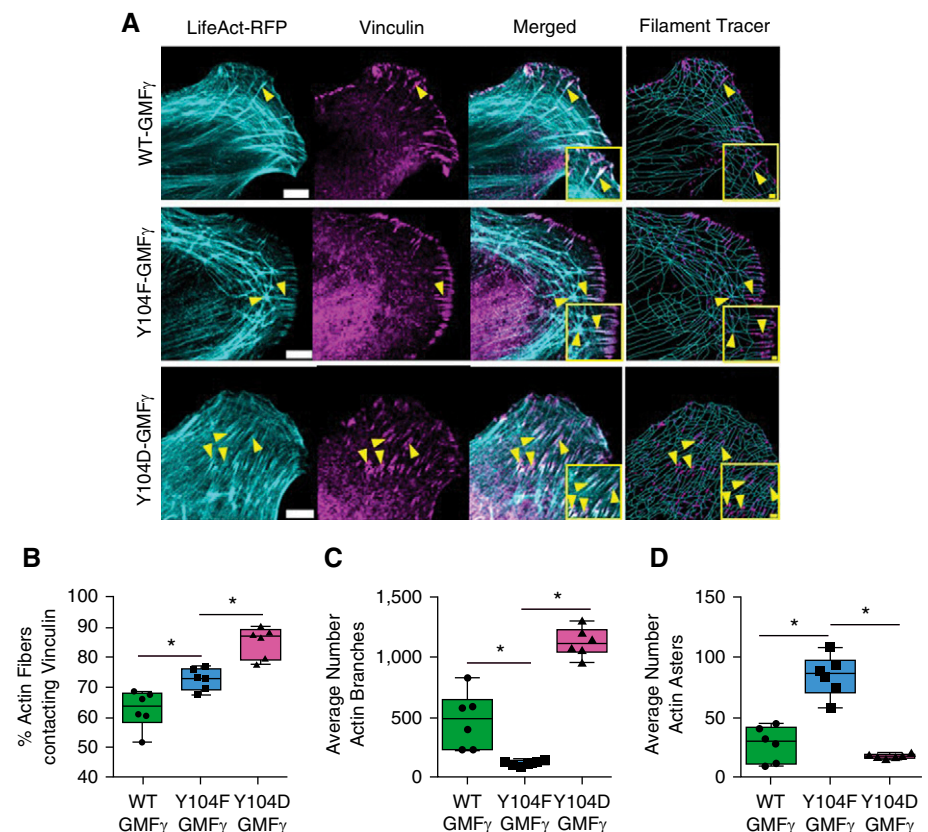 A
LifeAct-RFP Vinculin Merged Filament Tracer
WT-GMFγ
Y104F-GMFγ
Y104D-GMFγ
B
% Actin Fibers
contacting Vinculin
100
90
80
70
60
50
40
*
*
WT Y104F Y104D
GMFγ GMFγ GMFγ
C
Average Number
Actin Branches
1,500
1,000
500
0
*
*
WT Y104F Y104D
GMFγ GMFγ GMFγ
D
Average Number
Actin Asters
150
100
50
0
*
*
WT Y104F Y104D
GMFγ GMFγ GMFγ